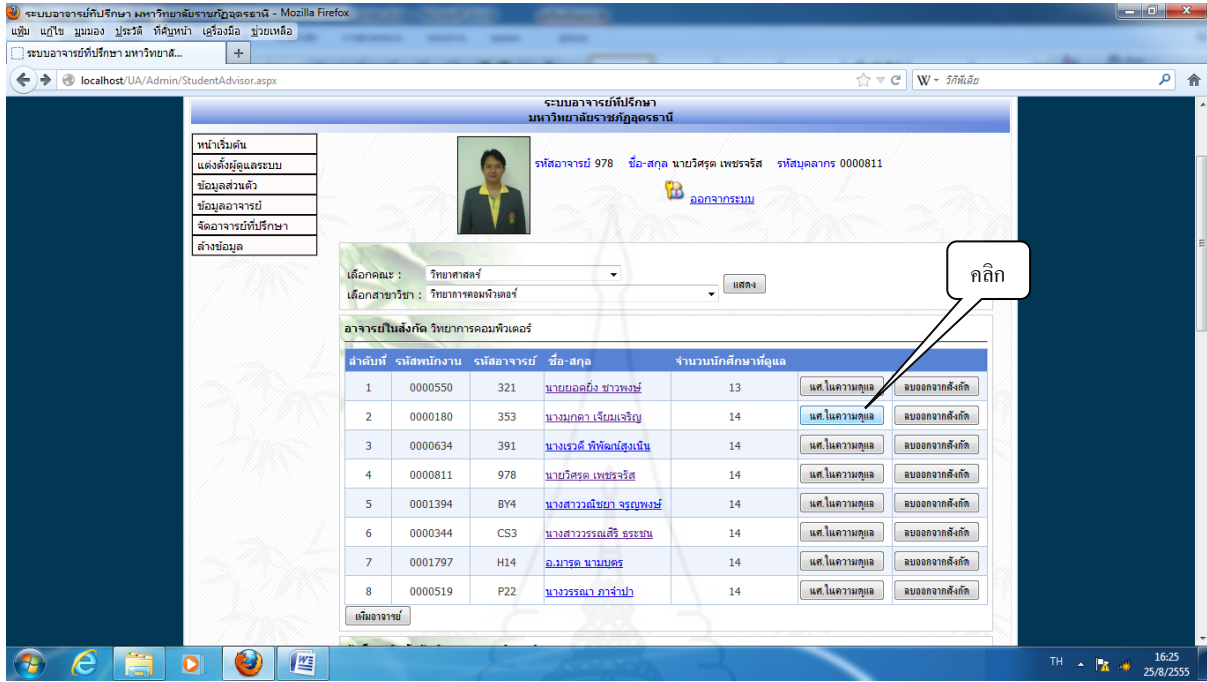 ระบบอาจารย์ที่ปรึกษา มหาวิทยาลัยราชภัฏอุดรธานี - Mozilla Firefox
แฟ้ม แก้ไข มุมมอง ประวัติ ที่คั่นหน้า เครื่องมือ ช่วยเหลือ
ระบบอาจารย์ที่ปรึกษา มหาวิทยาลั...
localhost/UA/Admin/StudentAdvisor.aspx
W - วิกิพีเดีย
ระบบอาจารย์ที่ปรึกษา
มหาวิทยาลัยราชภัฏอุดรธานี
หน้าเริ่มต้น
แต่งตั้งผู้ดูแลระบบ
ข้อมูลส่วนตัว
ข้อมูลอาจารย์
จัดอาจารย์ที่ปรึกษา
ล้างข้อมูล
รหัสอาจารย์ 978 ชื่อ-สกุล นายวิศรุต เพชรจรัส รหัสบุคลากร 0000811
ออกจากระบบ
คลิก
เลือกคณะ : วิทยาศาสตร์
เลือกสาขาวิชา : วิทยาการคอมพิวเตอร์
แสดง
อาจารย์ในสังกัด วิทยาการคอมพิวเตอร์
ลำดับที่ รหัสพนักงาน รหัสอาจารย์ ชื่อ-สกุล จำนวนนักศึกษาที่ดูแล
1 0000550 321 นายยอดยิ่ง ชาวพงษ์ 13 นศ.ในความดูแล ลบออกจากสังกัด
2 0000180 353 นางมุกดา เจียมเจริญ 14 นศ.ในความดูแล ลบออกจากสังกัด
3 0000634 391 นางเรวดี พิพัฒน์สูงเนิน 14 นศ.ในความดูแล ลบออกจากสังกัด
4 0000811 978 นายวิศรุต เพชรจรัส 14 นศ.ในความดูแล ลบออกจากสังกัด
5 0001394 BY4 นางสาววณิชยา จรูญพงษ์ 14 นศ.ในความดูแล ลบออกจากสังกัด
6 0000344 CS3 นางสาววรรณสิริ ธุระชน 14 นศ.ในความดูแล ลบออกจากสังกัด
7 0001797 H14 อ.มารุต นามบุตร 14 นศ.ในความดูแล ลบออกจากสังกัด
8 0000519 P22 นางวรรณา ภาจำปา 14 นศ.ในความดูแล ลบออกจากสังกัด
เพิ่มอาจารย์
TH
16:25
25/8/2555